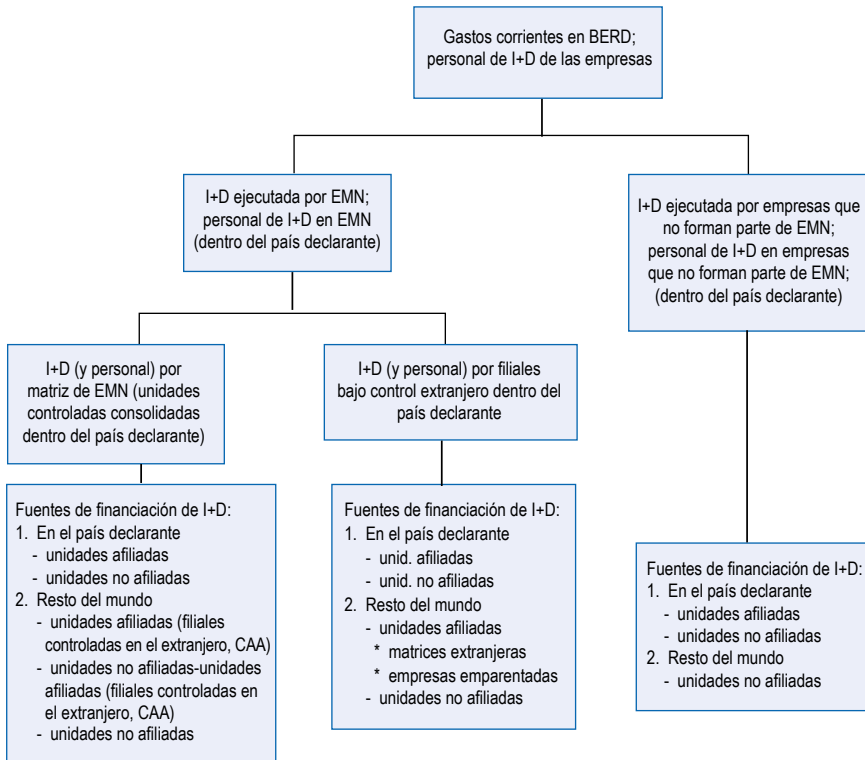 Gastos corrientes en BERD;
personal de I+D de las empresas
I+D ejecutada por EMN;
personal de I+D en EMN
(dentro del país declarante)
I+D ejecutada por empresas que
no forman parte de EMN;
personal de I+D en empresas
que no forman parte de EMN;
(dentro del país declarante)
I+D (y personal) por
matriz de EMN (unidades
controladas consolidadas
dentro del país declarante)
I+D (y personal) por filiales
bajo control extranjero dentro del
país declarante
Fuentes de financiación de I+D:
1. En el país declarante
- unidades afiliadas
- unidades no afiliadas
2. Resto del mundo
- unidades afiliadas (filiales
controladas en el extranjero, CAA)
- unidades no afiliadas-unidades
afiliadas (filiales controladas en
el extranjero, CAA)
- unidades no afiliadas
Fuentes de financiación de I+D:
1. En el país declarante
- unid. afiliadas
- unid. no afiliadas
2. Resto del mundo
- unidades afiliadas
* matrices extranjeras
* empresas emparentadas
- unidades no afiliadas
Fuentes de financiación de I+D:
1. En el país declarante
- unidades afiliadas
- unidades no afiliadas
2. Resto del mundo
- unidades no afiliadas